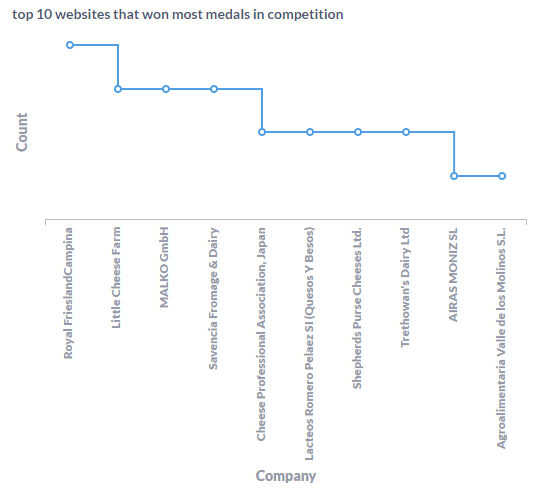 top 10 websites that won most medals in competition
Count
Royal FrieslandCampina
Little Cheese Farm
MALKO GmbH
Savencia Fromage & Dairy
Cheese Professional Association, Japan
Lacteos Romero Pelaez Sl (Quesos Y Besos)
Shepherds Purse Cheeses Ltd.
Trethowan's Dairy Ltd
AIRAS MONIZ SL
Agroalimentaria Valle de los Molinos S.L.
Company